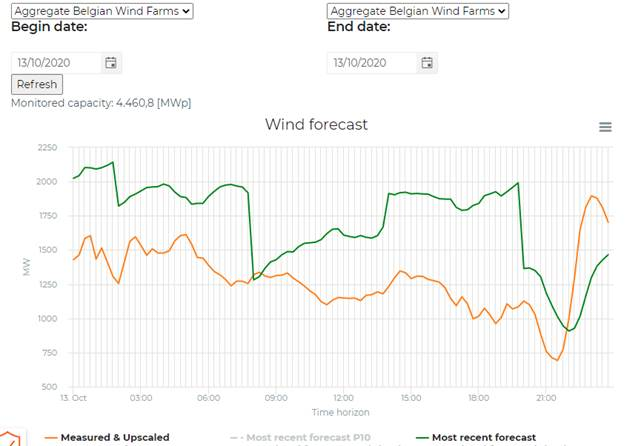 Aggregate Belgian Wind Farms
Aggregate Belgian Wind Farms
Begin date:
End date:
13/10/2020
13/10/2020
Refresh
Monitored capacity: 4.460,8 [MWp]
Wind forecast
MW
2250
2000
1750
1500
1250
1000
750
500
13. Oct
03:00
06:00
09:00
12:00
15:00
18:00
21:00
Time horizon
Measured & Upscaled
Most recent forecast P10
Most recent forecast